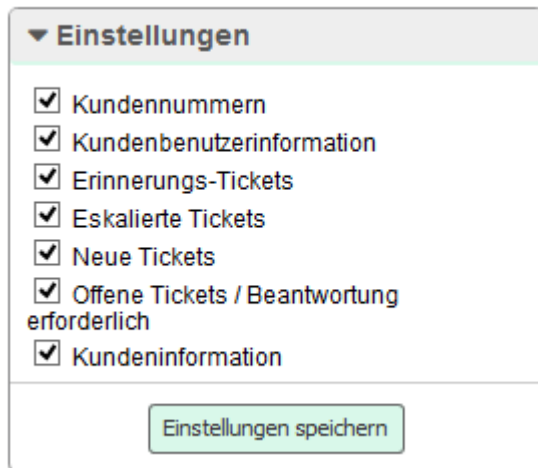 Einstellungen
Kundennummern
Kundenbenutzerinformation
Erinnerungs-Tickets
Eskalierte Tickets
Neue Tickets
Offene Tickets / Beantwortung
erforderlich
Kundeninformation
Einstellungen speichern